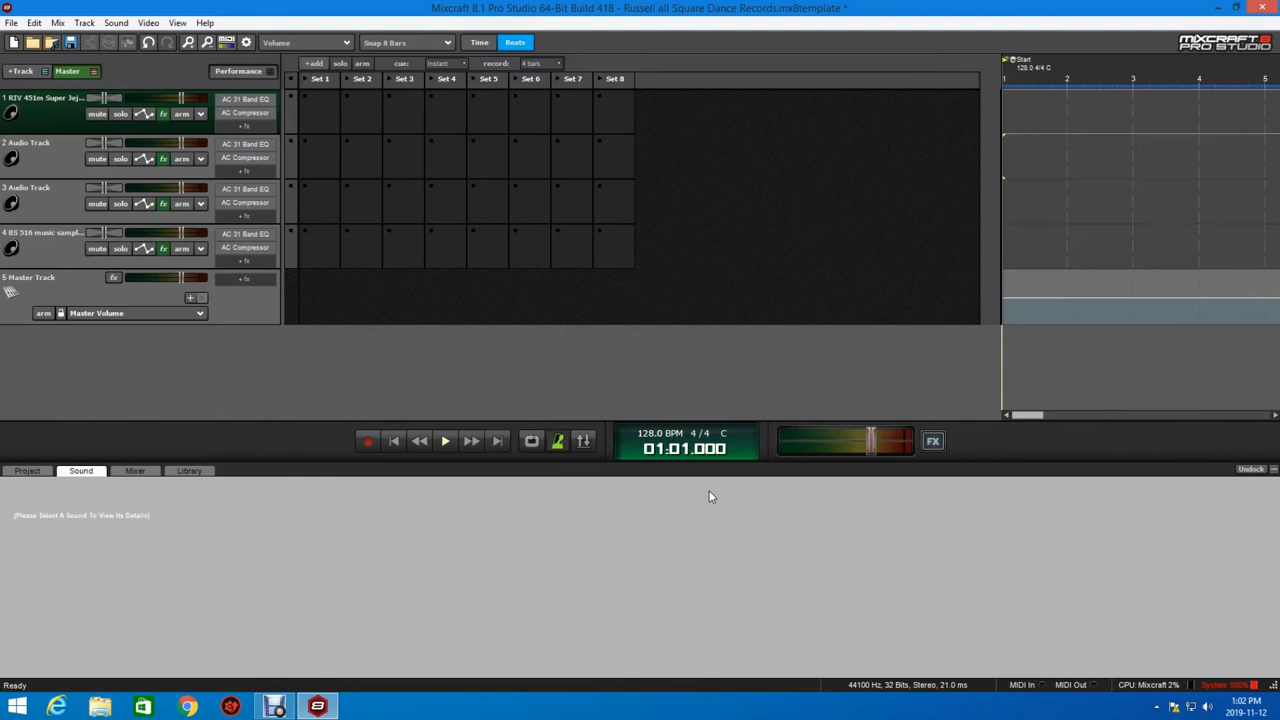 Mixcraft 8.1 Pro Studio 64-Bit Build 418 - Russell all Square Dance Records.mx8template *
File Edit Mix Track Sound Video View Help
Volume Snap 8 Bars Time Beats MIXCRAFT 8 PRO STUDIO
+Track Master Performance
+add solo arm cue: Instant record: 4 Bars
Set 1 Set 2 Set 3 Set 4 Set 5 Set 6 Set 7 Set 8
Start
128.0 4/4 C
1 2 3 4 5
1 RIV 451m Super Jej... AC 31 Band EQ
mute solo fx arm AC Compressor
+ fx
2 Audio Track AC 31 Band EQ
mute solo fx arm AC Compressor
+ fx
3 Audio Track AC 31 Band EQ
mute solo fx arm AC Compressor
+ fx
4 BS 516 music sampl... AC 31 Band EQ
mute solo fx arm AC Compressor
+ fx
5 Master Track fx + fx
arm Master Volume
128.0 BPM 4/4 C
01:01.000
FX
Project Sound Mixer Library Undock
(Please Select A Sound To View Its Details)
Ready 44100 Hz, 32 Bits, Stereo, 21.0 ms MIDI In MIDI Out CPU: Mixcraft 2% System 100%
1:02 PM
2019-11-12